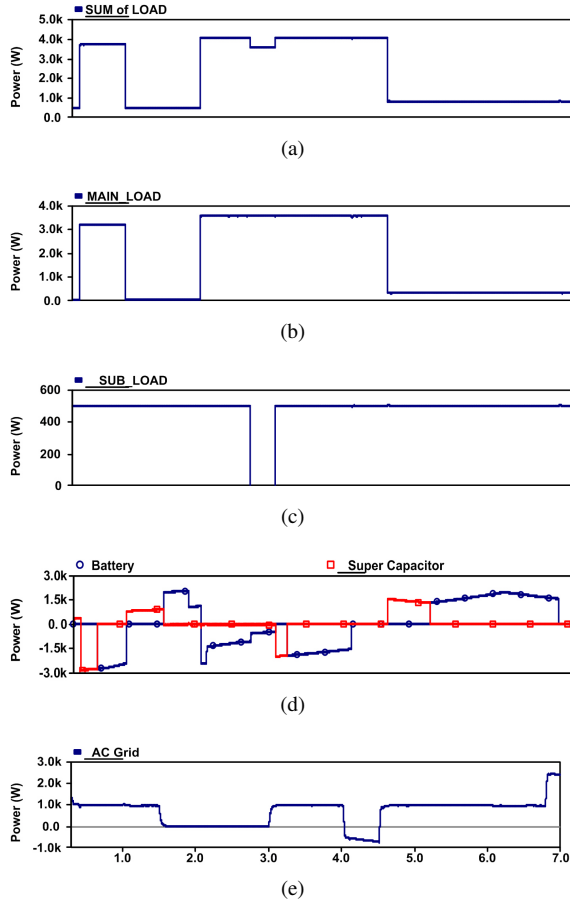 SUM of LOAD
Power (W)
5.0k
4.0k
3.0k
2.0k
1.0k
0.0
(a)
MAIN_LOAD
Power (W)
4.0k
3.0k
2.0k
1.0k
0.0
(b)
SUB_LOAD
Power (W)
600
400
200
0
(c)
Battery Super Capacitor
Power (W)
3.0k
1.5k
0.0
-1.5k
-3.0k
(d)
AC Grid
Power (W)
3.0k
2.0k
1.0k
0.0
-1.0k
1.0 2.0 3.0 4.0 5.0 6.0 7.0
(e)